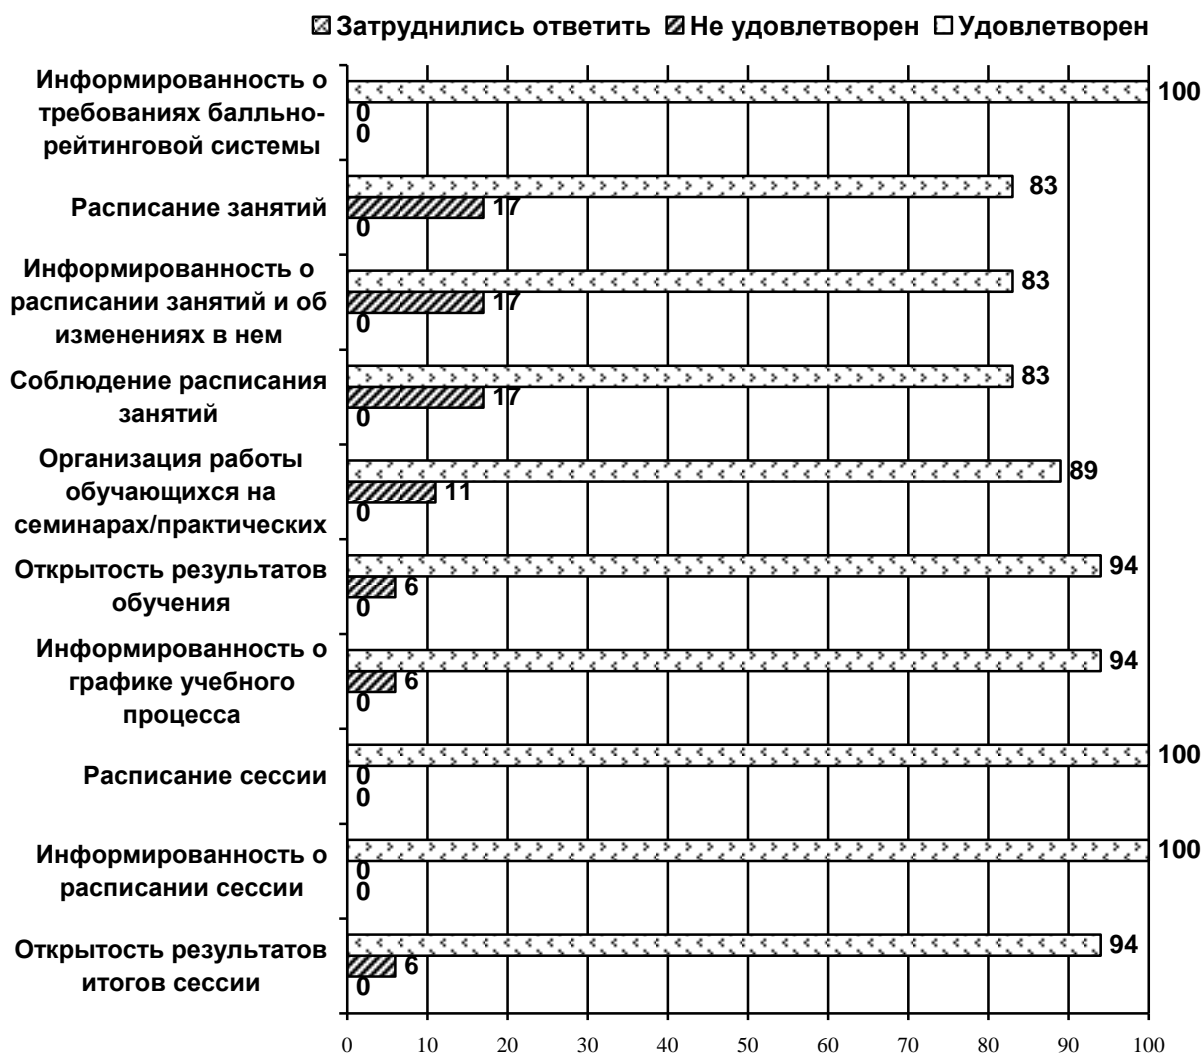 Затруднились ответить Не удовлетворен Удовлетворен
Информированность о
требованиях балльно-
рейтинговой системы
100
0
0
Расписание занятий
83
17
0
Информированность о
расписании занятий и об
изменениях в нем
83
17
0
Соблюдение расписания
занятий
83
17
0
Организация работы
обучающихся на
семинарах/практических
89
11
0
Открытость результатов
обучения
94
6
0
Информированность о
графике учебного
процесса
94
6
0
Расписание сессии
100
0
0
Информированность о
расписании сессии
100
0
0
Открытость результатов
итогов сессии
94
6
0
0 10 20 30 40 50 60 70 80 90 100